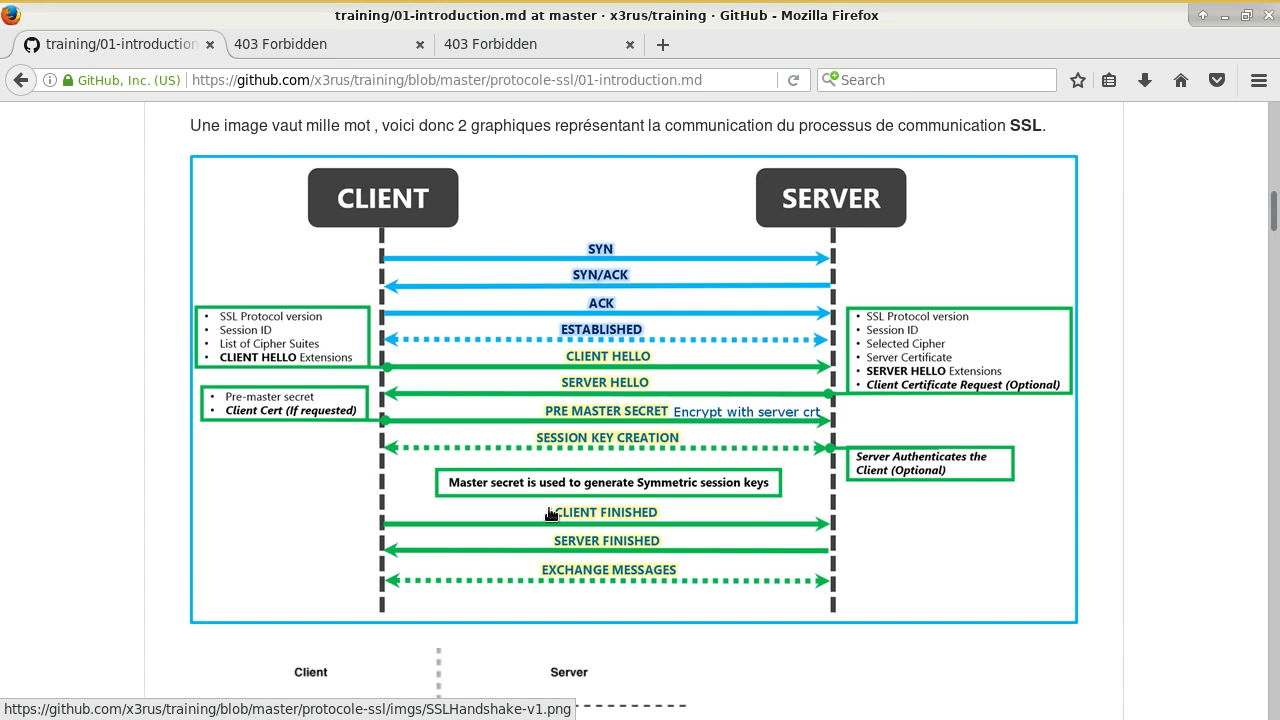 training/01-introduction.md at master · x3rus/training · GitHub - Mozilla Firefox
training/01-introduction
403 Forbidden
403 Forbidden
GitHub, Inc. (US)
https://github.com/x3rus/training/blob/master/protocole-ssl/01-introduction.md
Search
Une image vaut mille mot , voici donc 2 graphiques représentant la communication du processus de communication SSL.
CLIENT
SERVER
SYN
SYN/ACK
ACK
ESTABLISHED
CLIENT HELLO
SERVER HELLO
PRE MASTER SECRET Encrypt with server crt
SESSION KEY CREATION
• SSL Protocol version
• Session ID
• List of Cipher Suites
• CLIENT HELLO Extensions
• Pre-master secret
• Client Cert (If requested)
• SSL Protocol version
• Session ID
• Selected Cipher
• Server Certificate
• SERVER HELLO Extensions
• Client Certificate Request (Optional)
Server Authenticates the
Client (Optional)
Master secret is used to generate Symmetric session keys
CLIENT FINISHED
SERVER FINISHED
EXCHANGE MESSAGES
Client
Server
https://github.com/x3rus/training/blob/master/protocole-ssl/imgs/SSLHandshake-v1.png